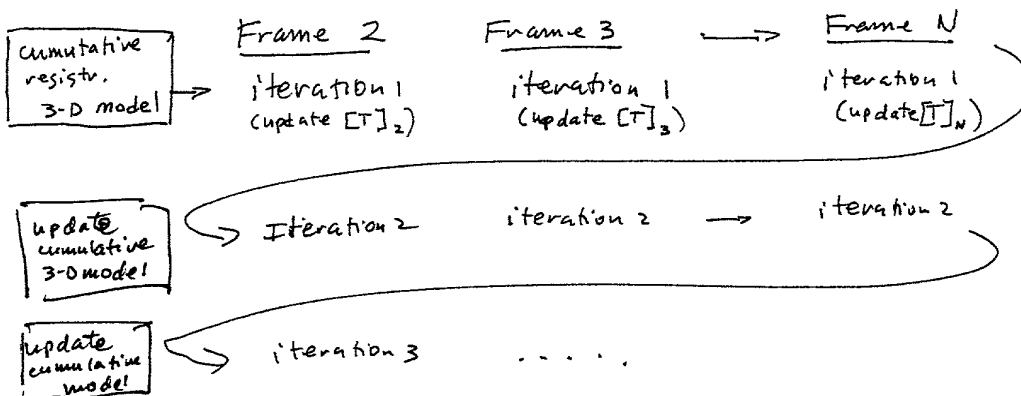 cumutative
registr.
3-D model
Frame 2
Frame 3
Frame N
iteration 1
(update [T]₂)
iteration 1
(update [T]₃)
iteration 1
(update [T]N)
update
cumulative
3-D model
Iteration 2
iteration 2
iteration 2
update
cumulative
model
iteration 3
.....